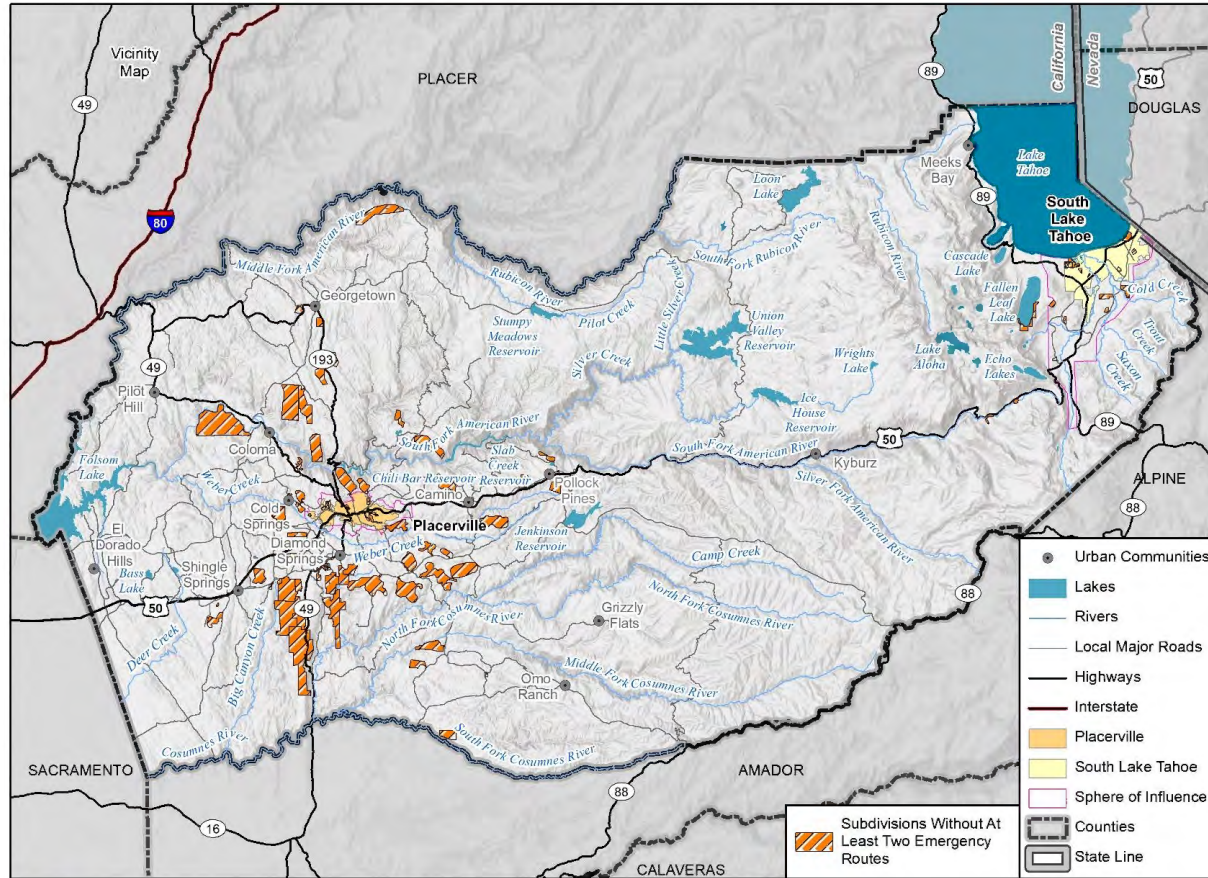 Vicinity
Map
49
80
PLACER
89
California
Nevada
50
DOUGLAS
Meeks
Bay
Lake
Tahoe
89
South
Lake
Tahoe
Loon
Lake
Rubicon River
South Fork Rubicon River
Middle Fork American River
Rubicon River
Cascade
Lake
Fallen
Leaf
Lake
Cold Creek
Trout
Creek
Saxon
Creek
Georgetown
Stumpy
Meadows
Reservoir
Pilot Creek
Little Silver Creek
Union
Valley
Reservoir
Silver Creek
Wrights
Lake
Lake
Aloha
Echo
Lakes
49
193
Pilot
Hill
Ice
House
Reservoir
89
South Fork American River
Coloma
South Fork American River
50
Kyburz
ALPINE
88
Folsom
Lake
Weber Creek
Chili Bar Reservoir
Slab
Creek
Reservoir
Camino
Pollock
Pines
Silver Fork American River
Cold
Springs
Placerville
Jenkinson
Reservoir
El
Dorado
Hills
Diamond
Springs
Weber Creek
Camp Creek
Bass
Lake
Shingle
Springs
50
49
88
North Fork Cosumnes River
North Fork Cosumnes River
Grizzly
Flats
Deer Creek
Big Canyon Creek
Middle Fork Cosumnes River
Omo
Ranch
Cosumnes River
South Fork Cosumnes River
SACRAMENTO
AMADOR
88
16
CALAVERAS
Subdivisions Without At
Least Two Emergency
Routes
Urban Communities
Lakes
Rivers
Local Major Roads
Highways
Interstate
Placerville
South Lake Tahoe
Sphere of Influence
Counties
State Line